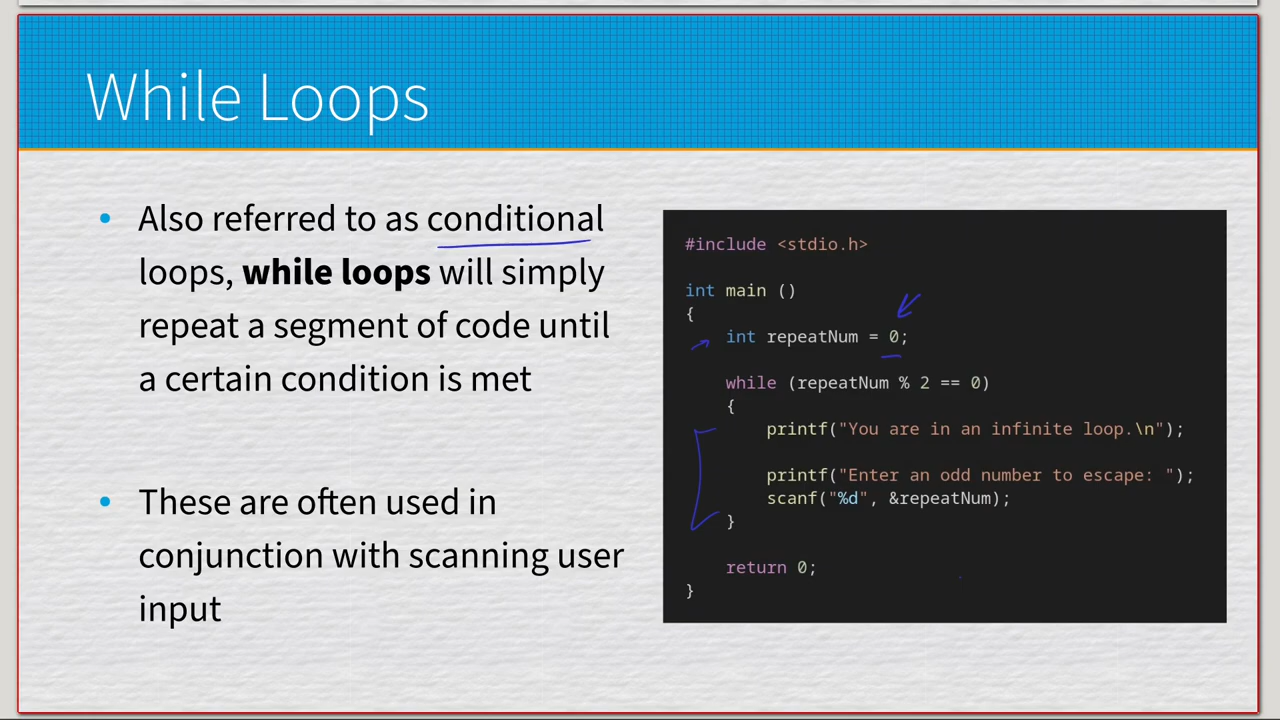 While Loops
• Also referred to as conditional
loops, while loops will simply
repeat a segment of code until
a certain condition is met
• These are often used in
conjunction with scanning user
input
#include <stdio.h>
int main ()
{
int repeatNum = 0;
while (repeatNum % 2 == 0)
{
printf("You are in an infinite loop.\n");
printf("Enter an odd number to escape: ");
scanf("%d", &repeatNum);
}
return 0;
}